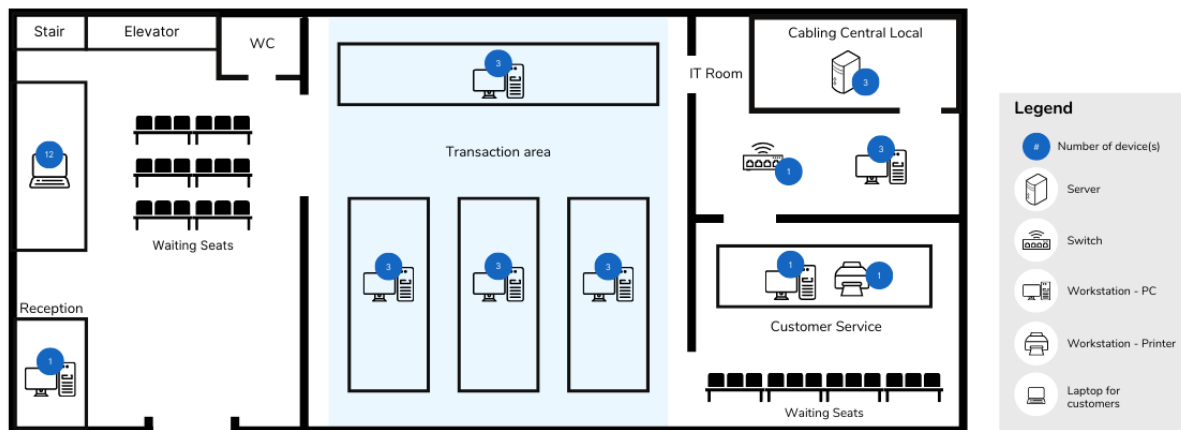 Stair
Elevator
WC
3
Cabling Central Local
IT Room
3
12
Transaction area
1
3
Waiting Seats
3
3
3
1
1
Reception
Customer Service
1
Waiting Seats
Legend
# Number of device(s)
Server
Switch
Workstation - PC
Workstation - Printer
Laptop for
customers